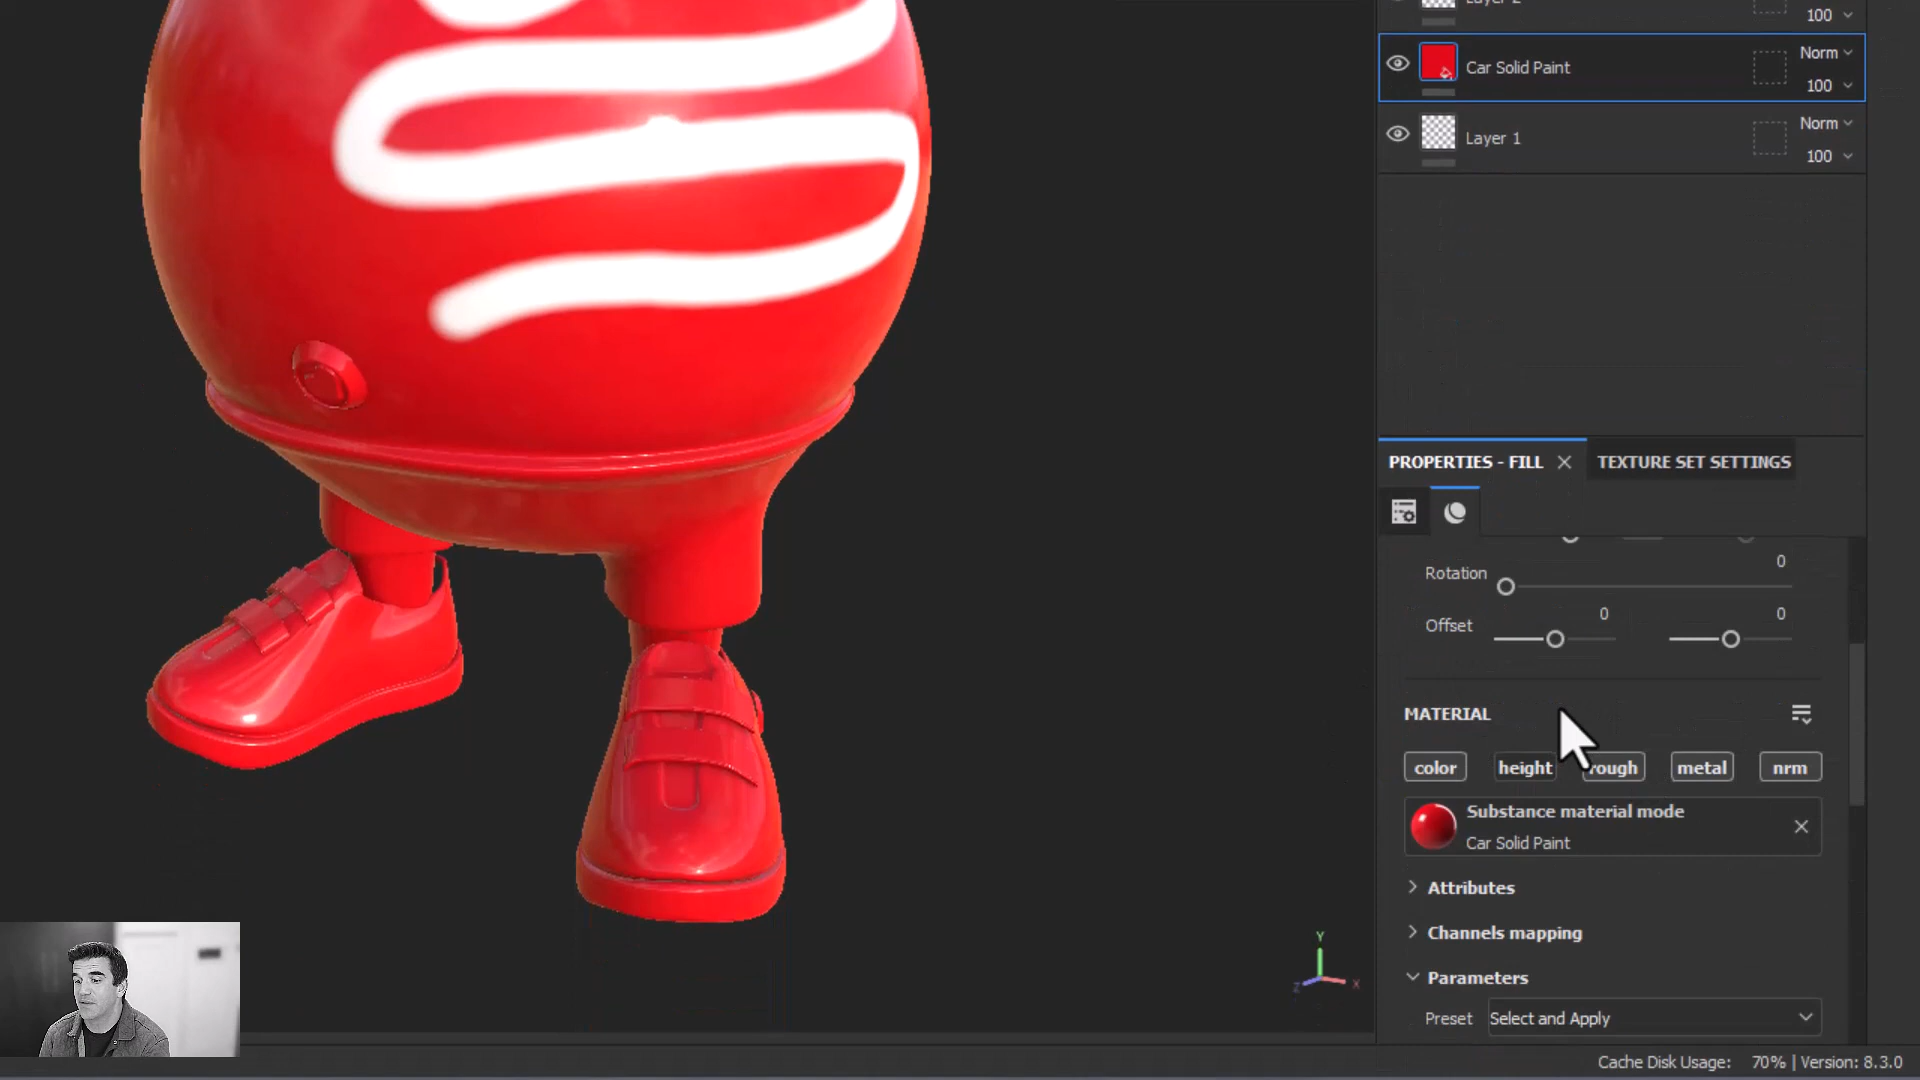 Layer 2
100
Norm
Car Solid Paint
100
Norm
Layer 1
100
PROPERTIES - FILL
TEXTURE SET SETTINGS
0
Rotation
0 0
Offset
MATERIAL
color height rough metal nrm
Substance material mode
Car Solid Paint
Attributes
Channels mapping
Parameters
Preset Select and Apply
Y
Z X
Cache Disk Usage: 70% | Version: 8.3.0